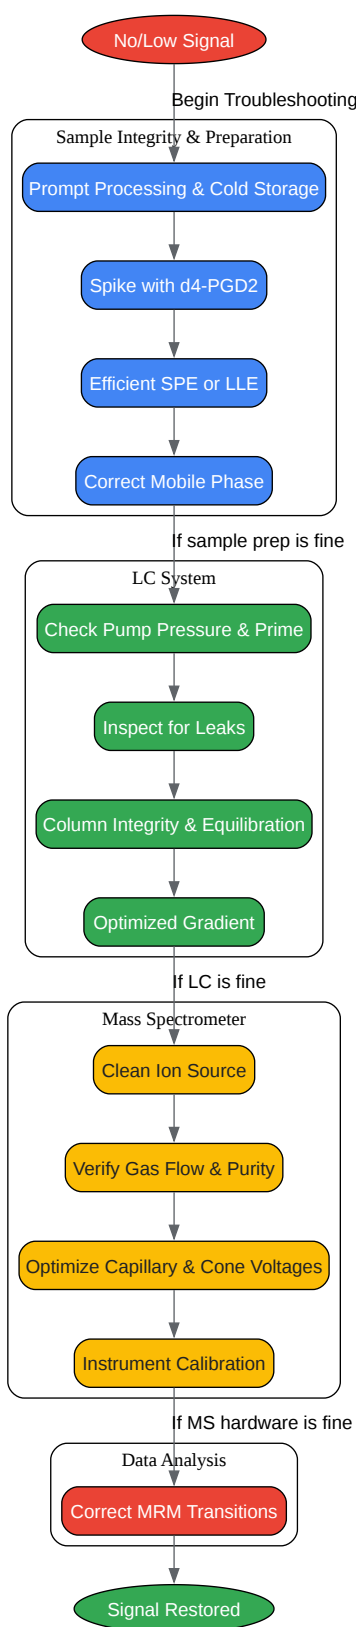 No/Low Signal
Begin Troubleshooting
Sample Integrity & Preparation
Prompt Processing & Cold Storage
Spike with d4-PGD2
Efficient SPE or LLE
Correct Mobile Phase
If sample prep is fine
LC System
Check Pump Pressure & Prime
Inspect for Leaks
Column Integrity & Equilibration
Optimized Gradient
If LC is fine
Mass Spectrometer
Clean Ion Source
Verify Gas Flow & Purity
Optimize Capillary & Cone Voltages
Instrument Calibration
If MS hardware is fine
Data Analysis
Correct MRM Transitions
Signal Restored